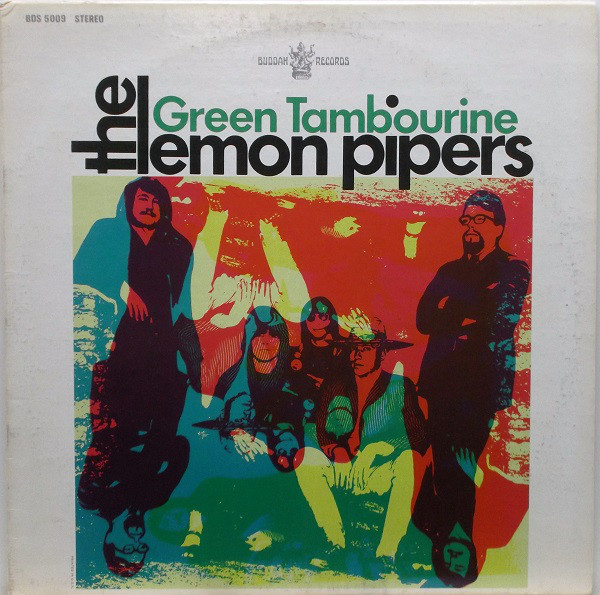 BDS 5009 STEREO
BUDDAH RECORDS
Green Tambourine
the lemon pipers